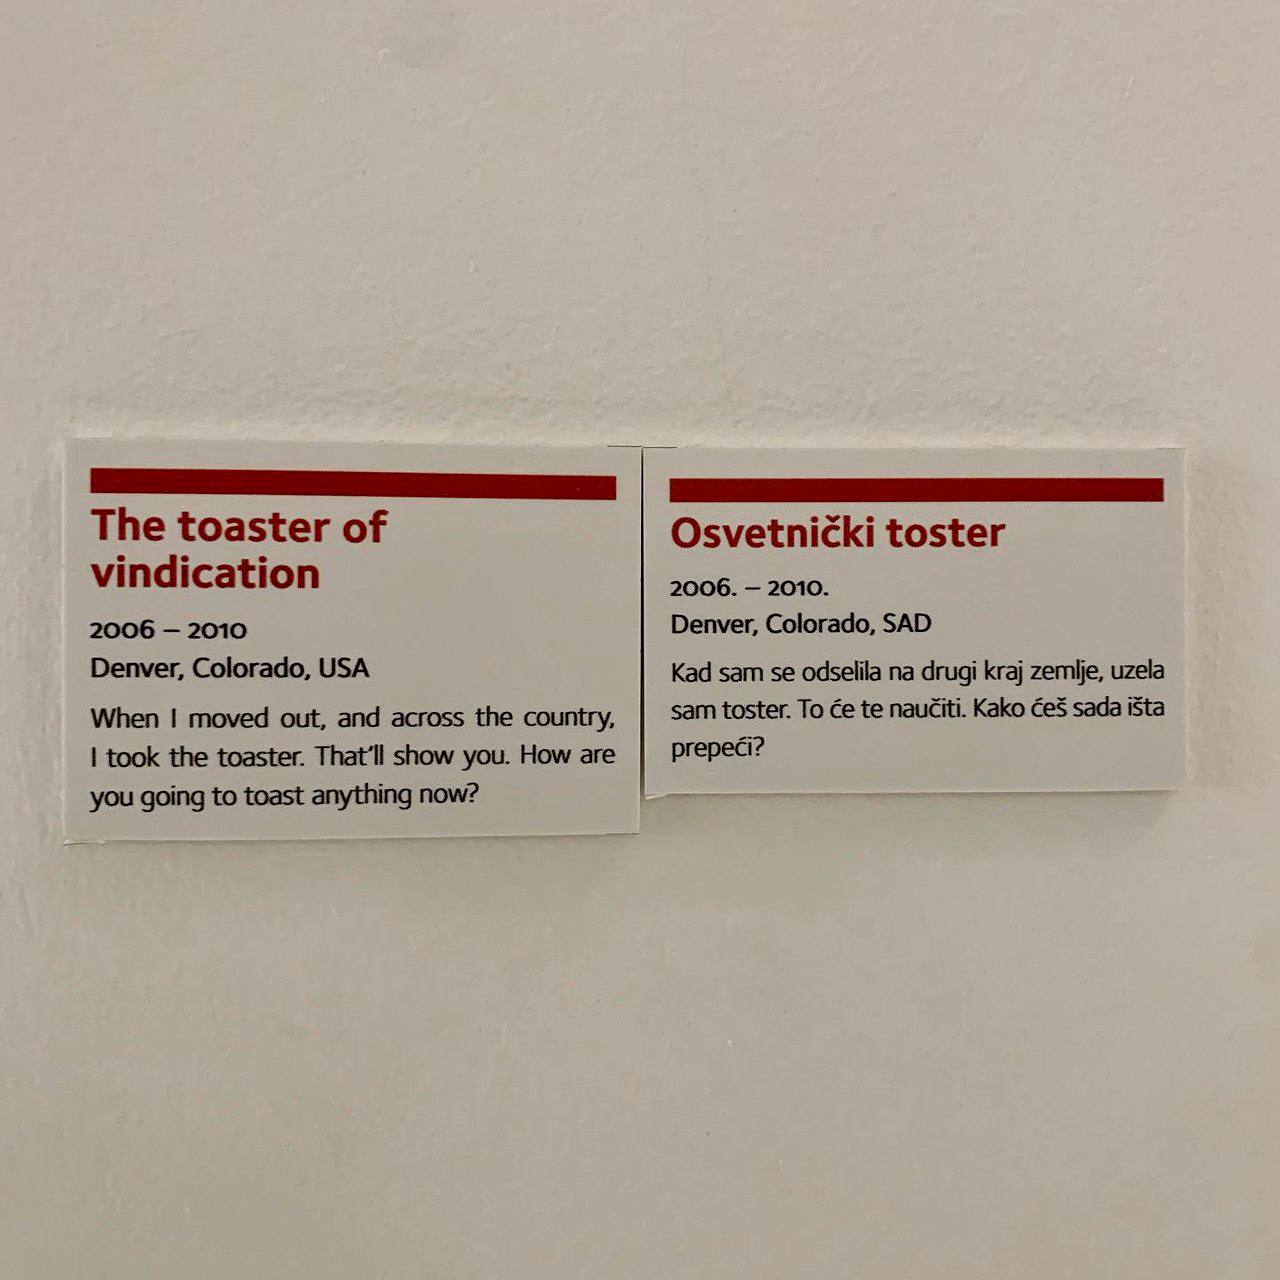 The toaster of
vindication
2006 – 2010
Denver, Colorado, USA
When I moved out, and across the country,
I took the toaster. That'll show you. How are
you going to toast anything now?
Osvetnički toster
2006. – 2010.
Denver, Colorado, SAD
Kad sam se odselila na drugi kraj zemlje, uzela
sam toster. To će te naučiti. Kako ćeš sada išta
prepeći?